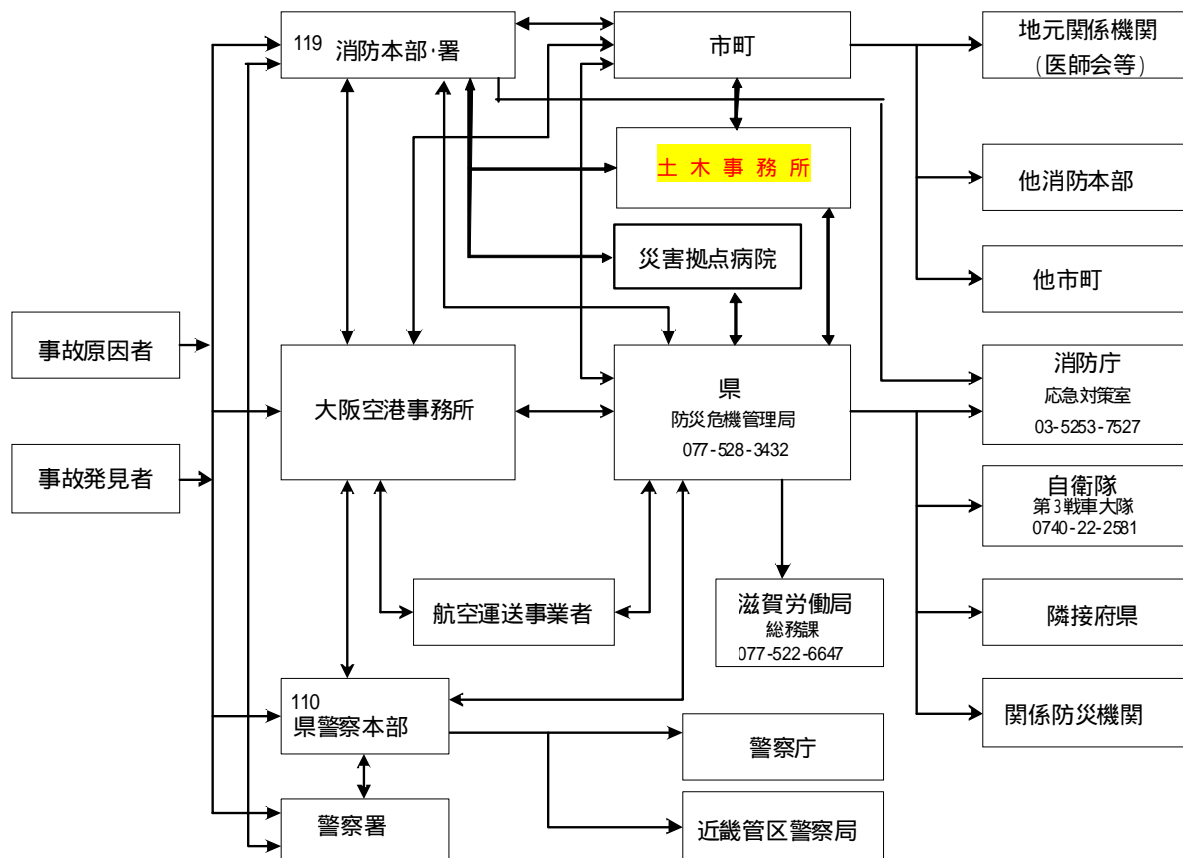 119
消防本部・署
市町
地元関係機関
(医師会等)
土木事務所
他消防本部
災害拠点病院
他市町
事故原因者
大阪空港事務所
県
防災危機管理局
077-528-3432
消防庁
応急対策室
03-5253-7527
事故発見者
自衛隊
第3戦車大隊
0740-22-2581
航空運送事業者
滋賀労働局
総務課
077-522-6647
隣接府県
110
県警察本部
関係防災機関
警察庁
警察署
近畿管区警察局